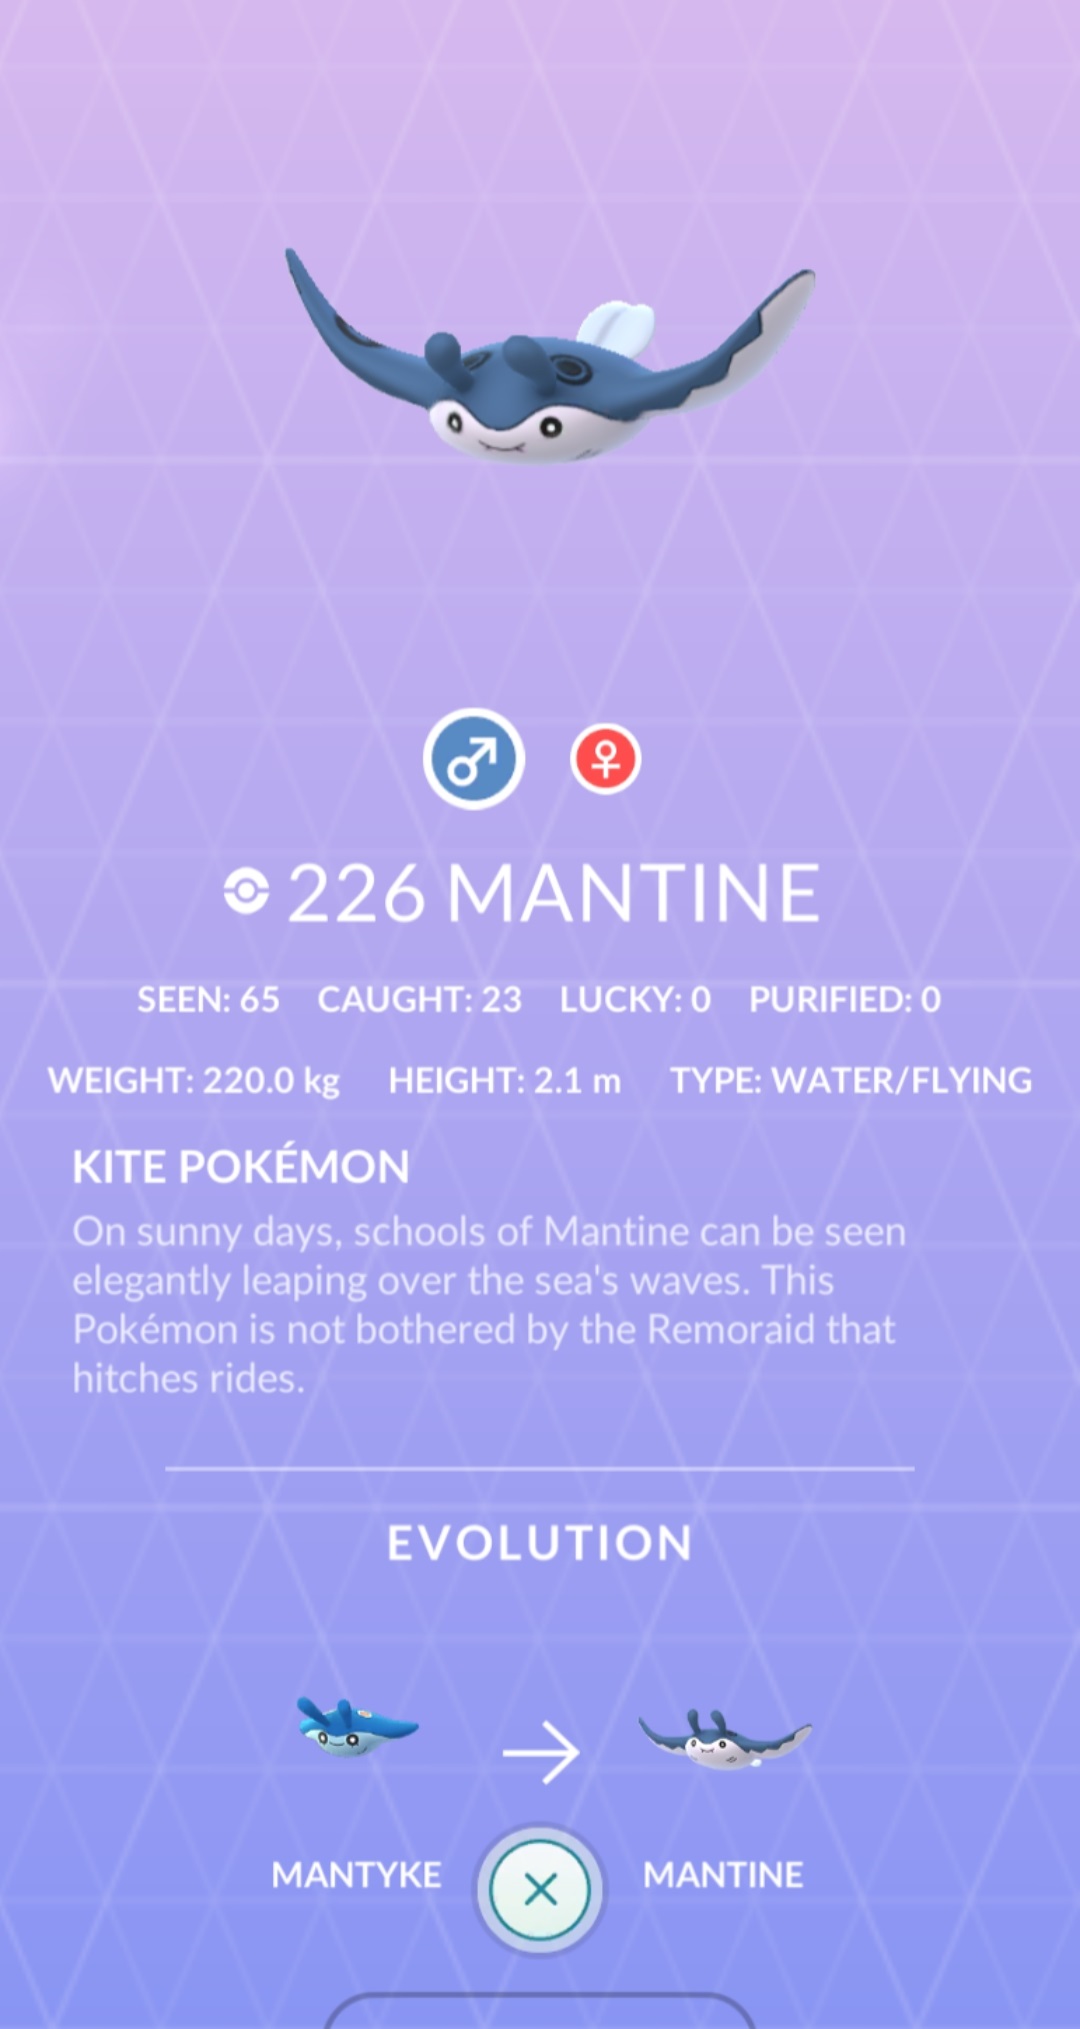 226 MANTINE
SEEN: 65 CAUGHT: 23 LUCKY: 0 PURIFIED: 0
WEIGHT: 220.0 kg HEIGHT: 2.1 m TYPE: WATER/FLYING
KITE POKÉMON
On sunny days, schools of Mantine can be seen
elegantly leaping over the sea's waves. This
Pokémon is not bothered by the Remoraid that
hitches rides.
EVOLUTION
MANTYKE MANTINE